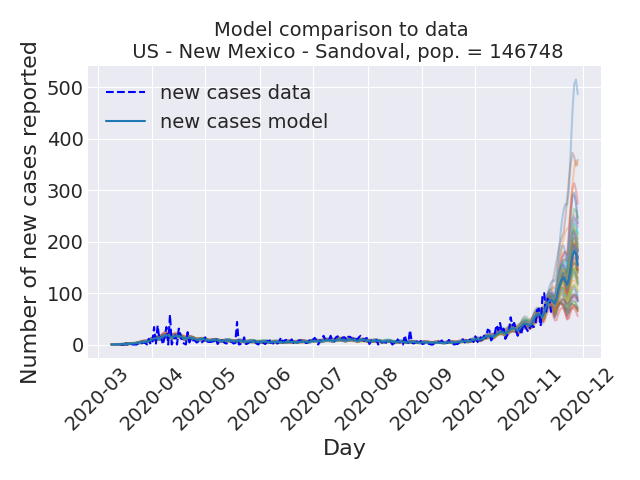 Model comparison to data
US - New Mexico - Sandoval, pop. = 146748
Number of new cases reported
500
400
300
200
100
0
new cases data
new cases model
2020-03
2020-04
2020-05
2020-06
2020-07
2020-08
2020-09
2020-10
2020-11
2020-12
Day